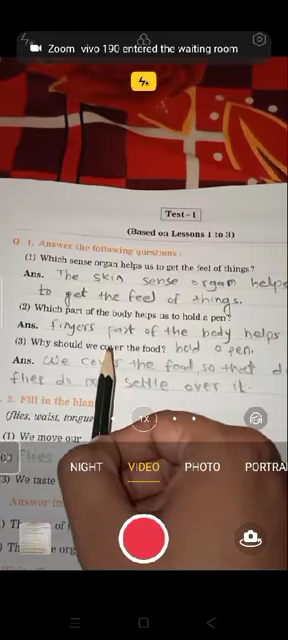 Zoom vivo 190 entered the waiting room
Test - I
(Based on Lessons 1 to 3)
Q. 1. Answer the following questions :
(1) Which sense organ helps us to get the feel of things?
Ans. The skin sense organ helps
to get the feel of things.
(2) Which part of the body helps us to hold a pen?
Ans. fingers part of the body helps
(3) Why should we cover the food? hold a pen.
Ans. We the food, so that
flies do settle over it.
2. Fill in the
(flies, waist, tongue
(1) We move our
flies
(3) We taste
Answer in
of
org
1X
NIGHT VIDEO PHOTO PORTRA